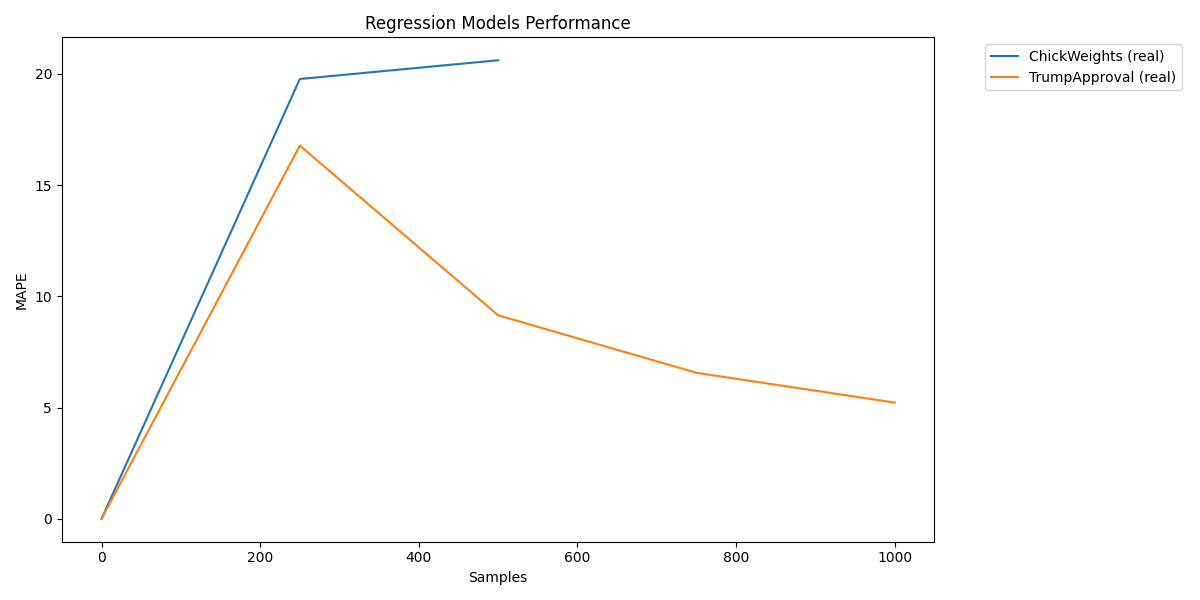 Regression Models Performance
ChickWeights (real)
TrumpApproval (real)
MAPE
20
15
10
5
0
0 200 400 600 800 1000
Samples